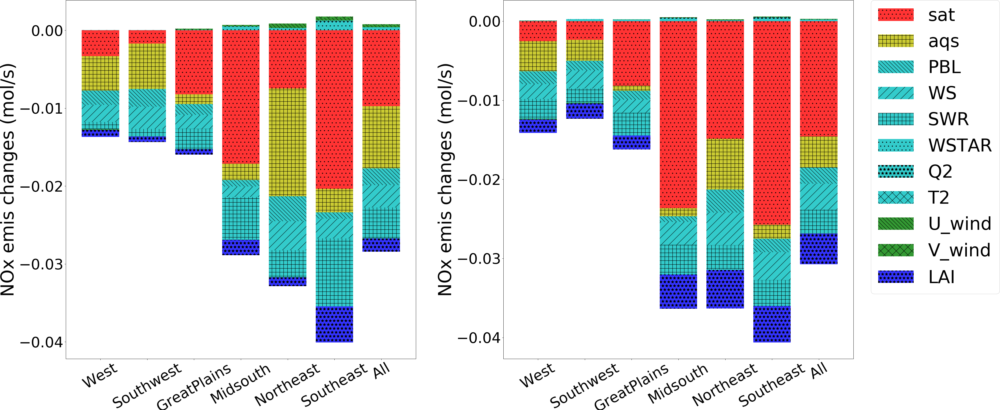 NOx emis changes (mol/s)
0.00
−0.01
−0.02
−0.03
−0.04
West
Southwest
GreatPlains
Midsouth
Northeast
Southeast
All
NOx emis changes (mol/s)
0.00
−0.01
−0.02
−0.03
−0.04
West
Southwest
GreatPlains
Midsouth
Northeast
Southeast
All
sat
aqs
PBL
WS
SWR
WSTAR
Q2
T2
U_wind
V_wind
LAI